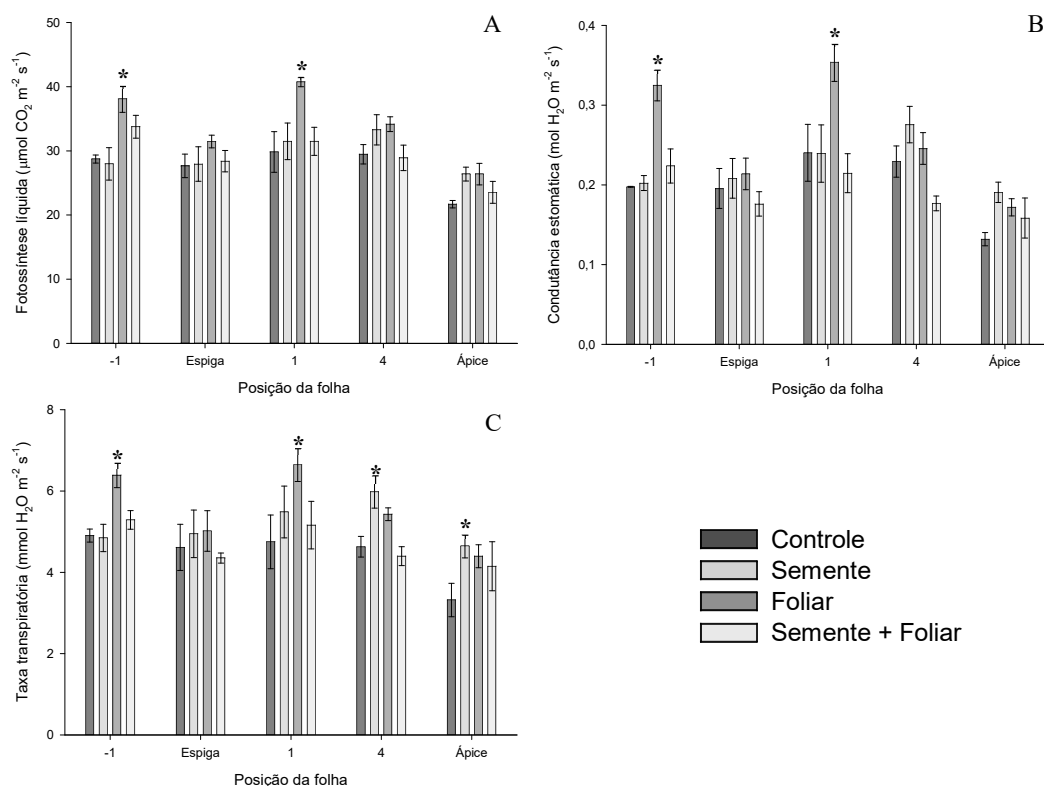 A
Fotossíntese líquida (μmol CO2 m-2 s-1)
50
40
30
20
10
0
*
*
-1
Espiga
1
4
Ápice
Posição da folha
B
Condutância estomática (mol H2O m-2 s-1)
0,4
0,3
0,2
0,1
0,0
*
*
-1
Espiga
1
4
Ápice
Posição da folha
C
Taxa transpiratória (mmol H2O m-2 s-1)
8
6
4
2
0
*
*
*
*
-1
Espiga
1
4
Ápice
Posição da folha
Controle
Semente
Foliar
Semente + Foliar